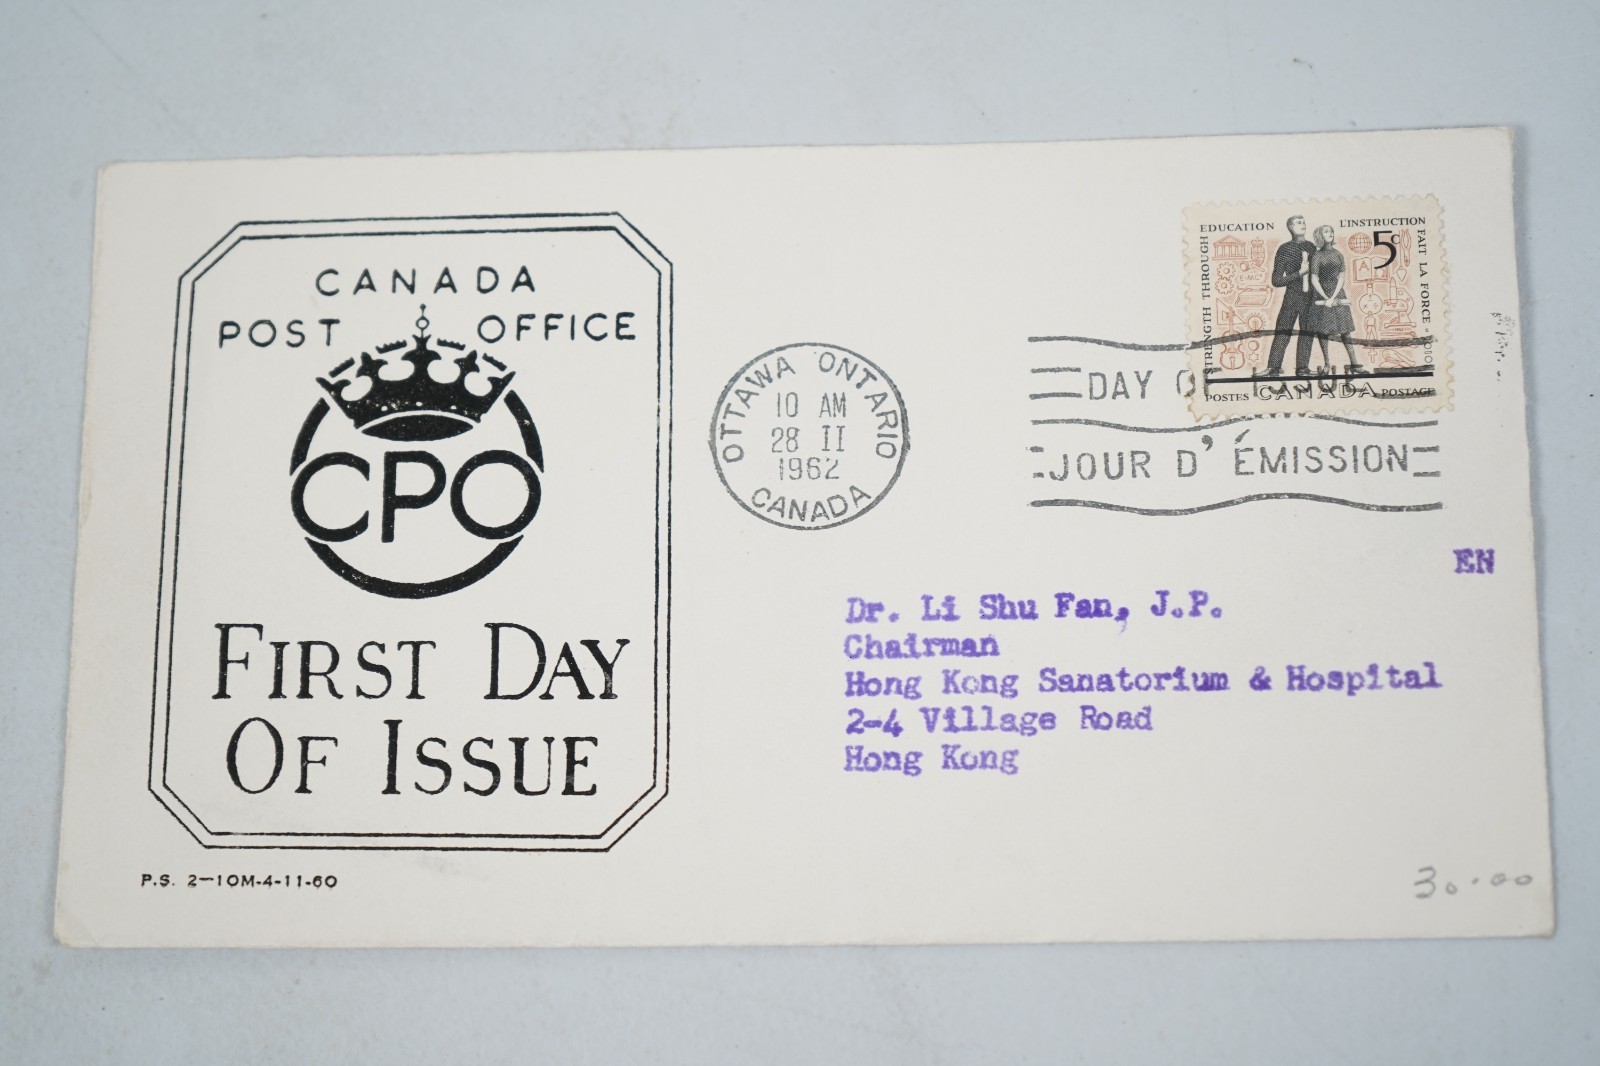 CANADA
POST OFFICE
CPO
FIRST DAY
OF ISSUE
P.S. 2-10M-4-11-60
OTTAWA ONTARIO
10 AM
28 II
1962
CANADA
DAY OF ISSUE
JOUR D' ÉMISSION
STRENGTH THROUGH EDUCATION
L'INSTRUCTION FAIT LA FORCE
5c
POSTES CANADA POSTAGE
EN
Dr. Li Shu Fan, J.P.
Chairman
Hong Kong Sanatorium & Hospital
2-4 Village Road
Hong Kong
30.00